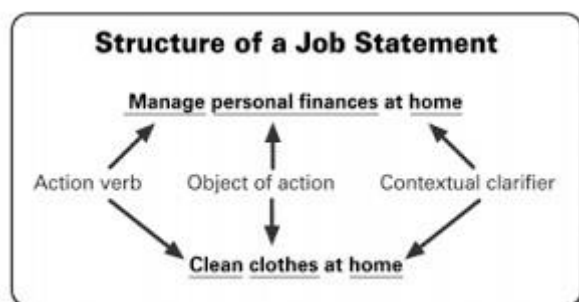 Structure of a Job Statement
Manage personal finances at home
Action verb
Object of action
Contextual clarifier
Clean clothes at home